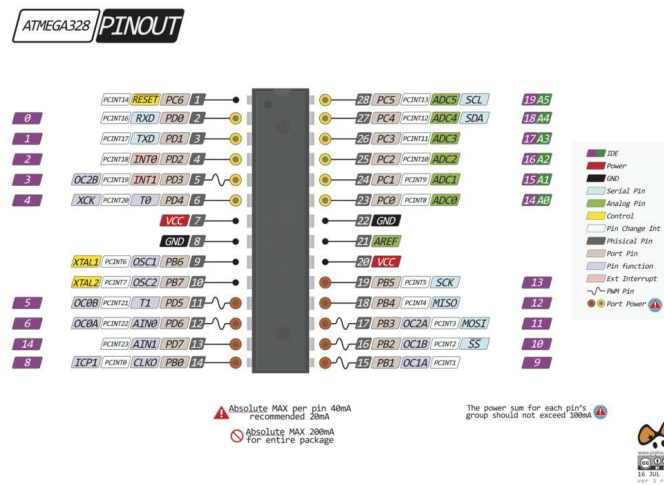 ATMEGA328 PINOUT
PCINT14 RESET PC6 1
0 PCINT16 RXD PD0 2
1 PCINT17 TXD PD1 3
2 PCINT18 INT0 PD2 4
3 OC2B PCINT19 INT1 PD3 5
4 XCK PCINT20 T0 PD4 6
VCC 7
GND 8
XTAL1 PCINT6 OSC1 PB6 9
XTAL2 PCINT7 OSC2 PB7 10
5 OC0B PCINT21 T1 PD5 11
6 OC0A PCINT22 AIN0 PD6 12
14 PCINT23 AIN1 PD7 13
8 ICP1 PCINT0 CLKO PB0 14
28 PC5 PCINT13 ADC5 SCL 19 A5
27 PC4 PCINT12 ADC4 SDA 18 A4
26 PC3 PCINT11 ADC3 17 A3
25 PC2 PCINT10 ADC2 16 A2
24 PC1 PCINT9 ADC1 15 A1
23 PC0 PCINT8 ADC0 14 A0
22 GND
21 AREF
20 VCC
19 PB5 PCINT5 SCK 13
18 PB4 PCINT4 MISO 12
17 PB3 OC2A PCINT3 MOSI 11
16 PB2 OC1B PCINT2 SS 10
15 PB1 OC1A PCINT1 9
IDE
Power
GND
Serial Pin
Analog Pin
Control
Pin Change Int
Phisical Pin
Port Pin
Pin function
Ext Interrupt
PWM Pin
Port Power
Absolute MAX per pin 40mA
recommended 20mA
Absolute MAX 200mA
for entire package
The power sum for each pin's
group should not exceed 100mA
16 JUL
ver 3 r